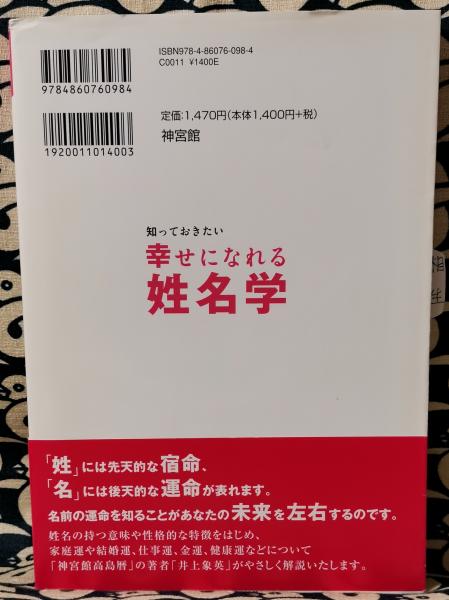 ISBN978-4-86076-098-4
C0011 ¥1400E
9784860760984
定価:1,470円(本体1,400円+税)
神宮館
1920011014003
知っておきたい
幸せになれる
姓名学
「姓」には先天的な宿命、
「名」には後天的な運命が表れます。
名前の運命を知ることがあなたの未来を左右するのです。
姓名の持つ意味や性格的な特徴をはじめ、
家庭運や結婚運、仕事運、金運、健康運などについて
「神宮館高島暦」の著者「井上象英」がやさしく解説いたします。